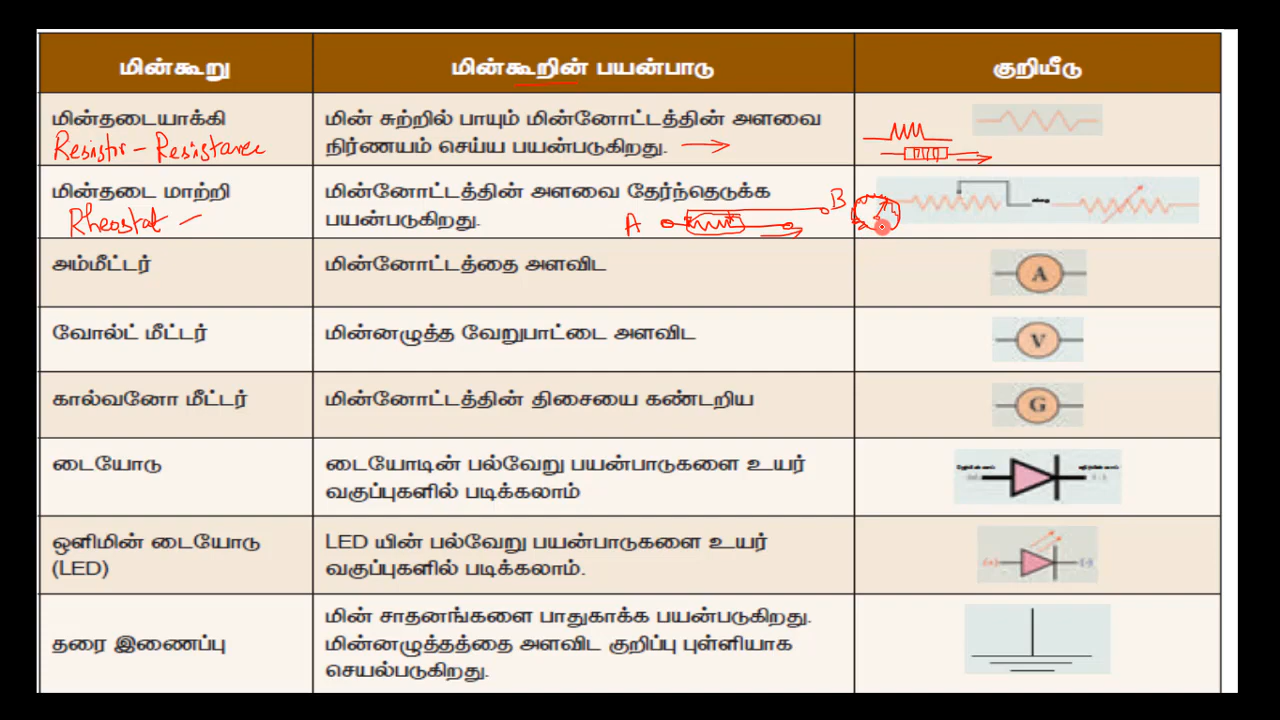 மின்கூறு
மின்கூறின் பயன்பாடு
குறியீடு
மின்தடையாக்கி
Resistor - Resistance
மின் சுற்றில் பாயும் மின்னோட்டத்தின் அளவை
நிர்ணயம் செய்ய பயன்படுகிறது.
மின்தடை மாற்றி
Rheostat -
மின்னோட்டத்தின் அளவை தேர்ந்தெடுக்க
பயன்படுகிறது.
A
B
அம்மீட்டர்
மின்னோட்டத்தை அளவிட
A
வோல்ட் மீட்டர்
மின்னழுத்த வேறுபாட்டை அளவிட
V
கால்வனோ மீட்டர்
மின்னோட்டத்தின் திசையை கண்டறிய
G
டையோடு
டையோடின் பல்வேறு பயன்பாடுகளை உயர்
வகுப்புகளில் படிக்கலாம்
ஒளிமின் டையோடு
(LED)
LED யின் பல்வேறு பயன்பாடுகளை உயர்
வகுப்புகளில் படிக்கலாம்.
(+)
(-)
தரை இணைப்பு
மின் சாதனங்களை பாதுகாக்க பயன்படுகிறது.
மின்னழுத்தத்தை அளவிட குறிப்பு புள்ளியாக
செயல்படுகிறது.